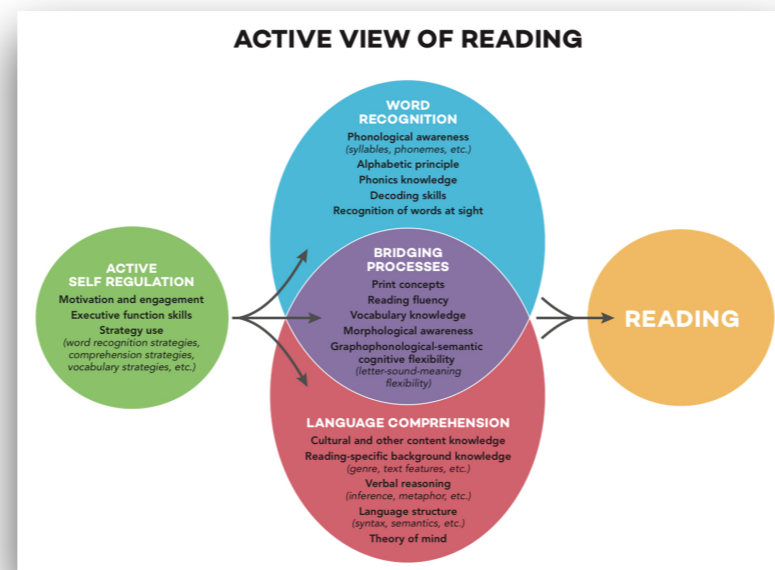 ACTIVE VIEW OF READING
WORD
RECOGNITION
Phonological awareness
(syllables, phonemes, etc.)
Alphabetic principle
Phonics knowledge
Decoding skills
Recognition of words at sight
ACTIVE
SELF REGULATION
Motivation and engagement
Executive function skills
Strategy use
(word recognition strategies,
comprehension strategies,
vocabulary strategies, etc.)
BRIDGING
PROCESSES
Print concepts
Reading fluency
Vocabulary knowledge
Morphological awareness
Graphophonological-semantic
cognitive flexibility
(letter-sound-meaning
flexibility)
READING
LANGUAGE COMPREHENSION
Cultural and other content knowledge
Reading-specific background knowledge
(genre, text features, etc.)
Verbal reasoning
(inference, metaphor, etc.)
Language structure
(syntax, semantics, etc.)
Theory of mind